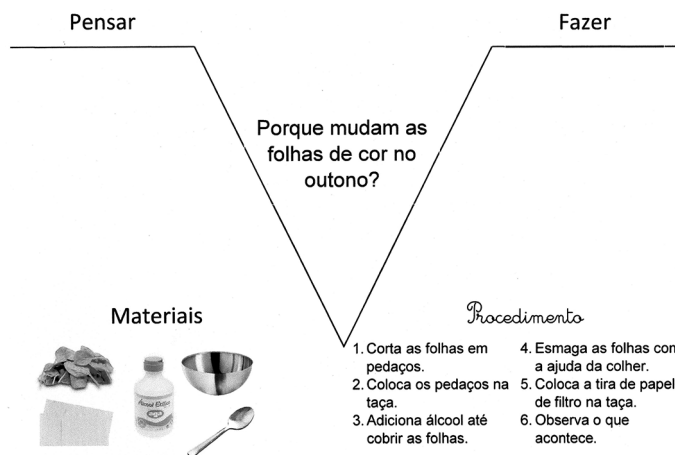 Pensar
Fazer
Porque mudam as
folhas de cor no
outono?
Materiais
Álcool Etílico
Procedimento
1. Corta as folhas em
pedaços.
2. Coloca os pedaços na
taça.
3. Adiciona álcool até
cobrir as folhas.
4. Esmaga as folhas com
a ajuda da colher.
5. Coloca a tira de papel
de filtro na taça.
6. Observa o que
acontece.